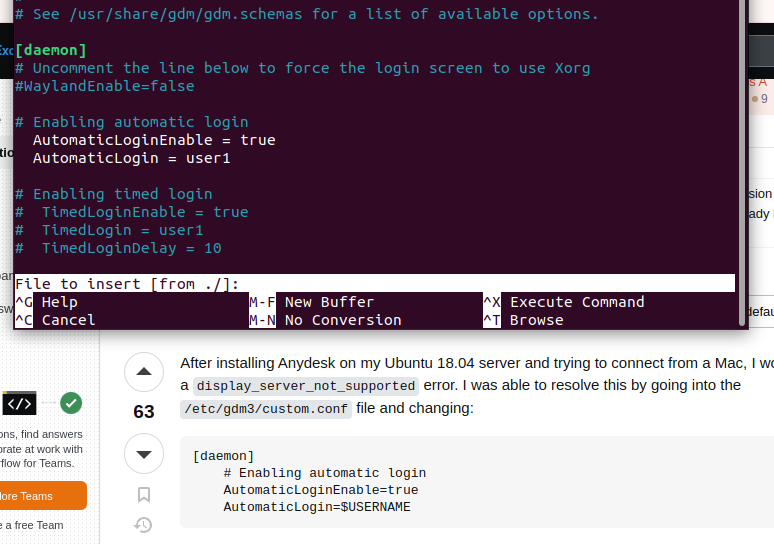 # See /usr/share/gdm/gdm.schemas for a list of available options.
[daemon]
# Uncomment the line below to force the login screen to use Xorg
#WaylandEnable=false
# Enabling automatic login
AutomaticLoginEnable = true
AutomaticLogin = user1
# Enabling timed login
#  TimedLoginEnable = true
#  TimedLogin = user1
#  TimedLoginDelay = 10
File to insert [from ./]:
^G Help M-F New Buffer ^X Execute Command
^C Cancel M-N No Conversion ^T Browse
9
After installing Anydesk on my Ubuntu 18.04 server and trying to connect from a Mac, I
a display_server_not_supported error. I was able to resolve this by going into the
/etc/gdm3/custom.conf file and changing:
63
[daemon]
# Enabling automatic login
AutomaticLoginEnable=true
AutomaticLogin=$USERNAME
</> 
find answers
at work with
for Teams.
Teams
a free Team